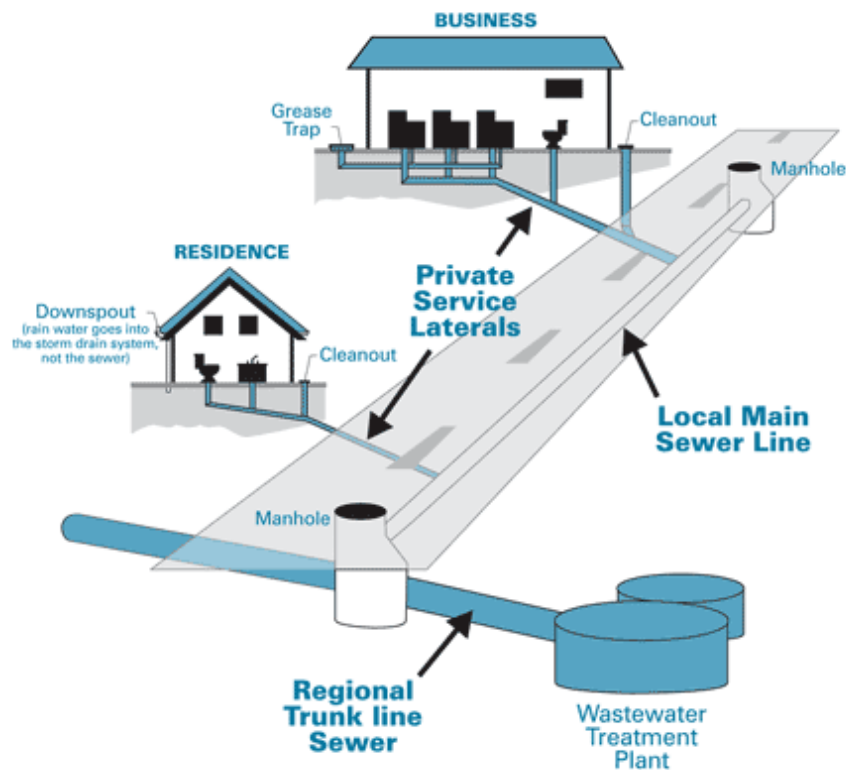 BUSINESS
Grease
Trap
Cleanout
Manhole
RESIDENCE
Private
Service
Laterals
Downspout
(rain water goes into
the storm drain system,
not the sewer)
Cleanout
Local Main
Sewer Line
Manhole
Regional
Trunk line
Sewer
Wastewater
Treatment
Plant